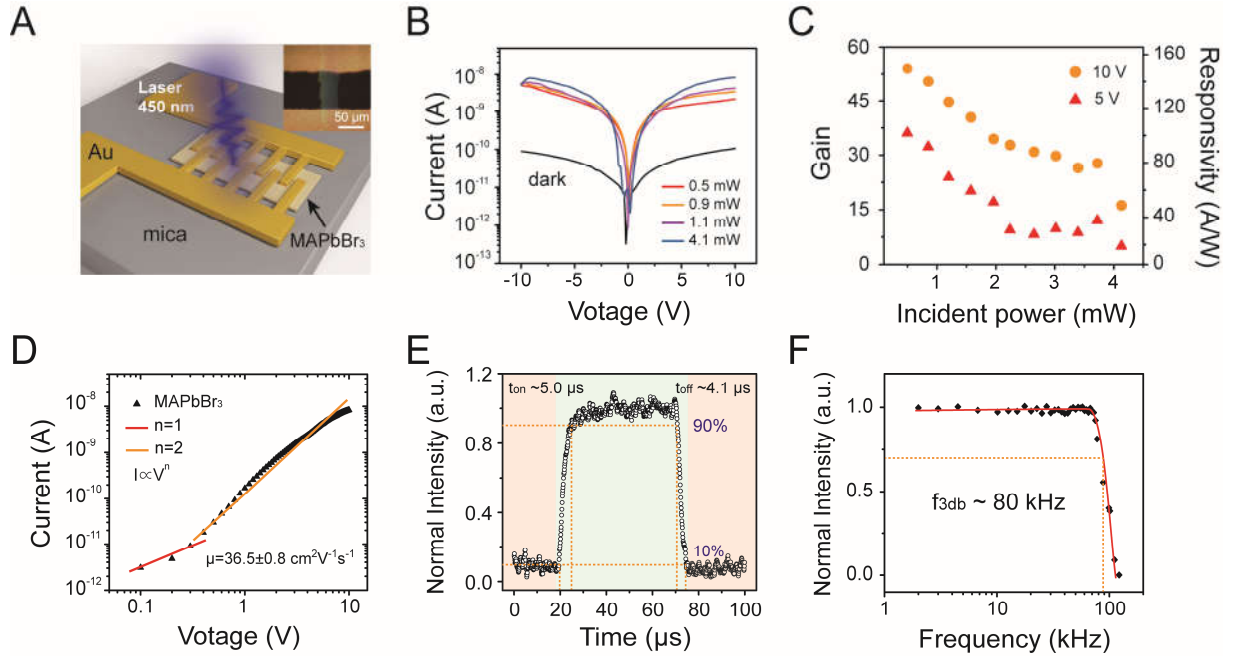 A
Laser
450 nm
50 µm
Au
mica
MAPbBr₃
B
10⁻⁸
10⁻⁹
10⁻¹⁰
10⁻¹¹
10⁻¹²
10⁻¹³
Current (A)
dark
0.5 mW
0.9 mW
1.1 mW
4.1 mW
-10
-5
0
5
10
Votage (V)
C
60
45
30
15
0
Gain
10 V
5 V
160
120
80
40
0
Responsivity (A/W)
1
2
3
4
Incident power (mW)
D
10⁻⁸
10⁻⁹
10⁻¹⁰
10⁻¹¹
10⁻¹²
Current (A)
MAPbBr₃
n=1
n=2
I∝Vⁿ
µ=36.5±0.8 cm²V⁻¹s⁻¹
0.1
1
10
Votage (V)
E
1.2
0.8
0.4
0.0
Normal Intensity (a.u.)
ton ~5.0 µs
toff ~4.1 µs
90%
10%
0
20
40
60
80
100
Time (µs)
F
1.0
0.5
0.0
Normal Intensity (a.u.)
f3db ~ 80 kHz
1
10
100
Frequency (kHz)